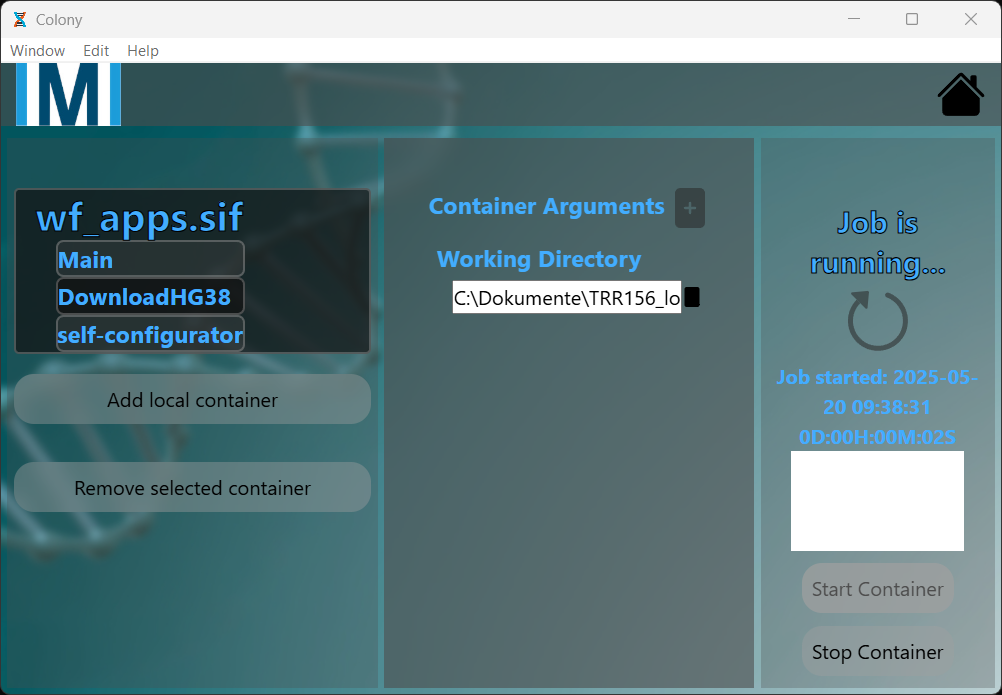 Colony
Window Edit Help
M
wf_apps.sif
Main
DownloadHG38
self-configurator
Add local container
Remove selected container
Container Arguments +
Working Directory
C:\Dokumente\TRR156_lo
Job is
running...
Job started: 2025-05-
20 09:38:31
0D:00H:00M:02S
Start Container
Stop Container